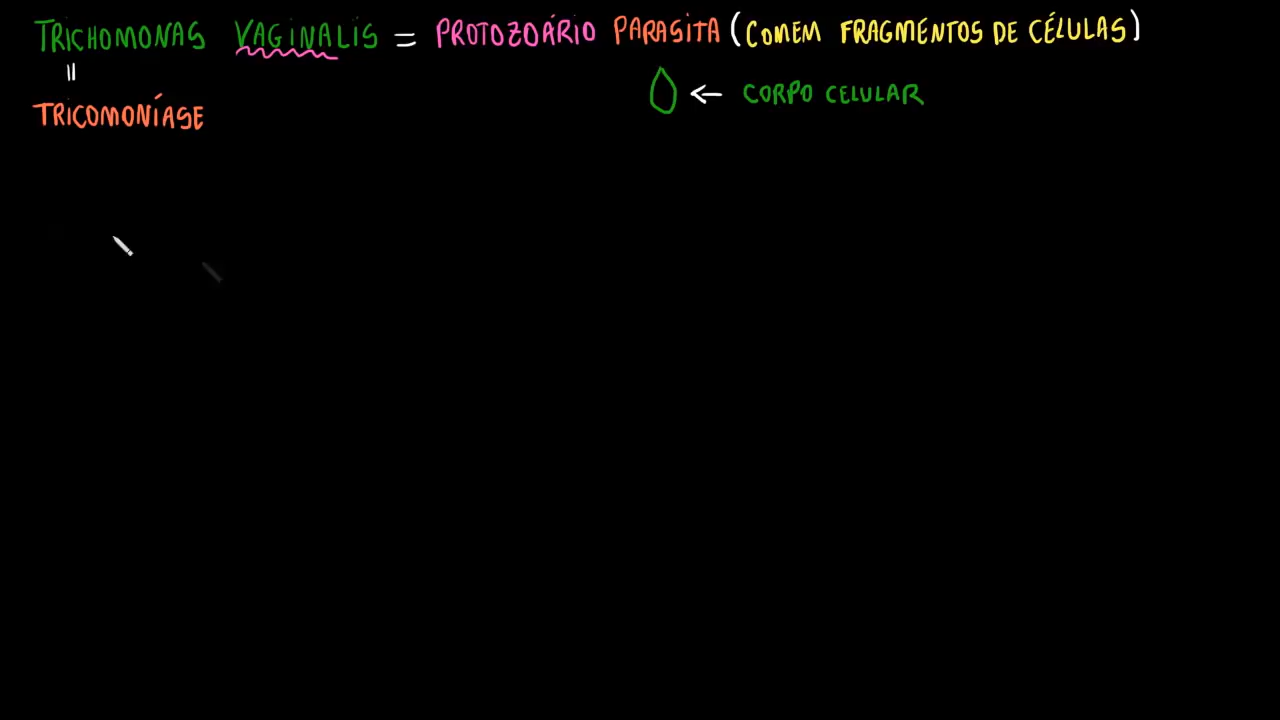 TRICHOMONAS VAGINALIS = PROTOZOÁRIO PARASITA (COMEM FRAGMENTOS DE CÉLULAS)
= ← CORPO CELULAR
TRICOMONÍASE